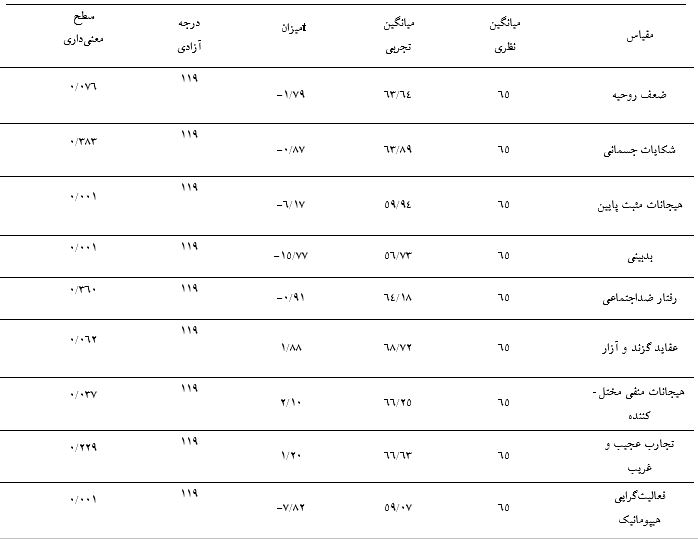 مقیاس میانگین نظری میانگین تجربی میزانt درجه آزادی سطح معنی‌داری
ضعف روحیه ۶۵ ۶۳/۶۴ -۱/۷۹ ۱۱۹ ۰/۰۷۶
شکایات جسمانی ۶۵ ۶۳/۸۹ -۰/۸۷ ۱۱۹ ۰/۳۸۳
هیجانات مثبت پایین ۶۵ ۵۹/۹۴ -۶/۱۷ ۱۱۹ ۰/۰۰۱
بدبینی ۶۵ ۵۶/۷۳ -۱۵/۷۷ ۱۱۹ ۰/۰۰۱
رفتار ضداجتماعی ۶۵ ۶۴/۱۸ -۰/۹۱ ۱۱۹ ۰/۳۶۰
عقاید گزند و آزار ۶۵ ۶۸/۷۲ ۱/۸۸ ۱۱۹ ۰/۰۶۲
هیجانات منفی مختل-کننده ۶۵ ۶۶/۲۵ ۲/۱۰ ۱۱۹ ۰/۰۳۷
تجارب عجیب و غریب ۶۵ ۶۶/۶۳ ۱/۲۰ ۱۱۹ ۰/۲۲۹
فعالیت‌گرایی هیپومانیک ۶۵ ۵۹/۰۷ -۷/۸۲ ۱۱۹ ۰/۰۰۱